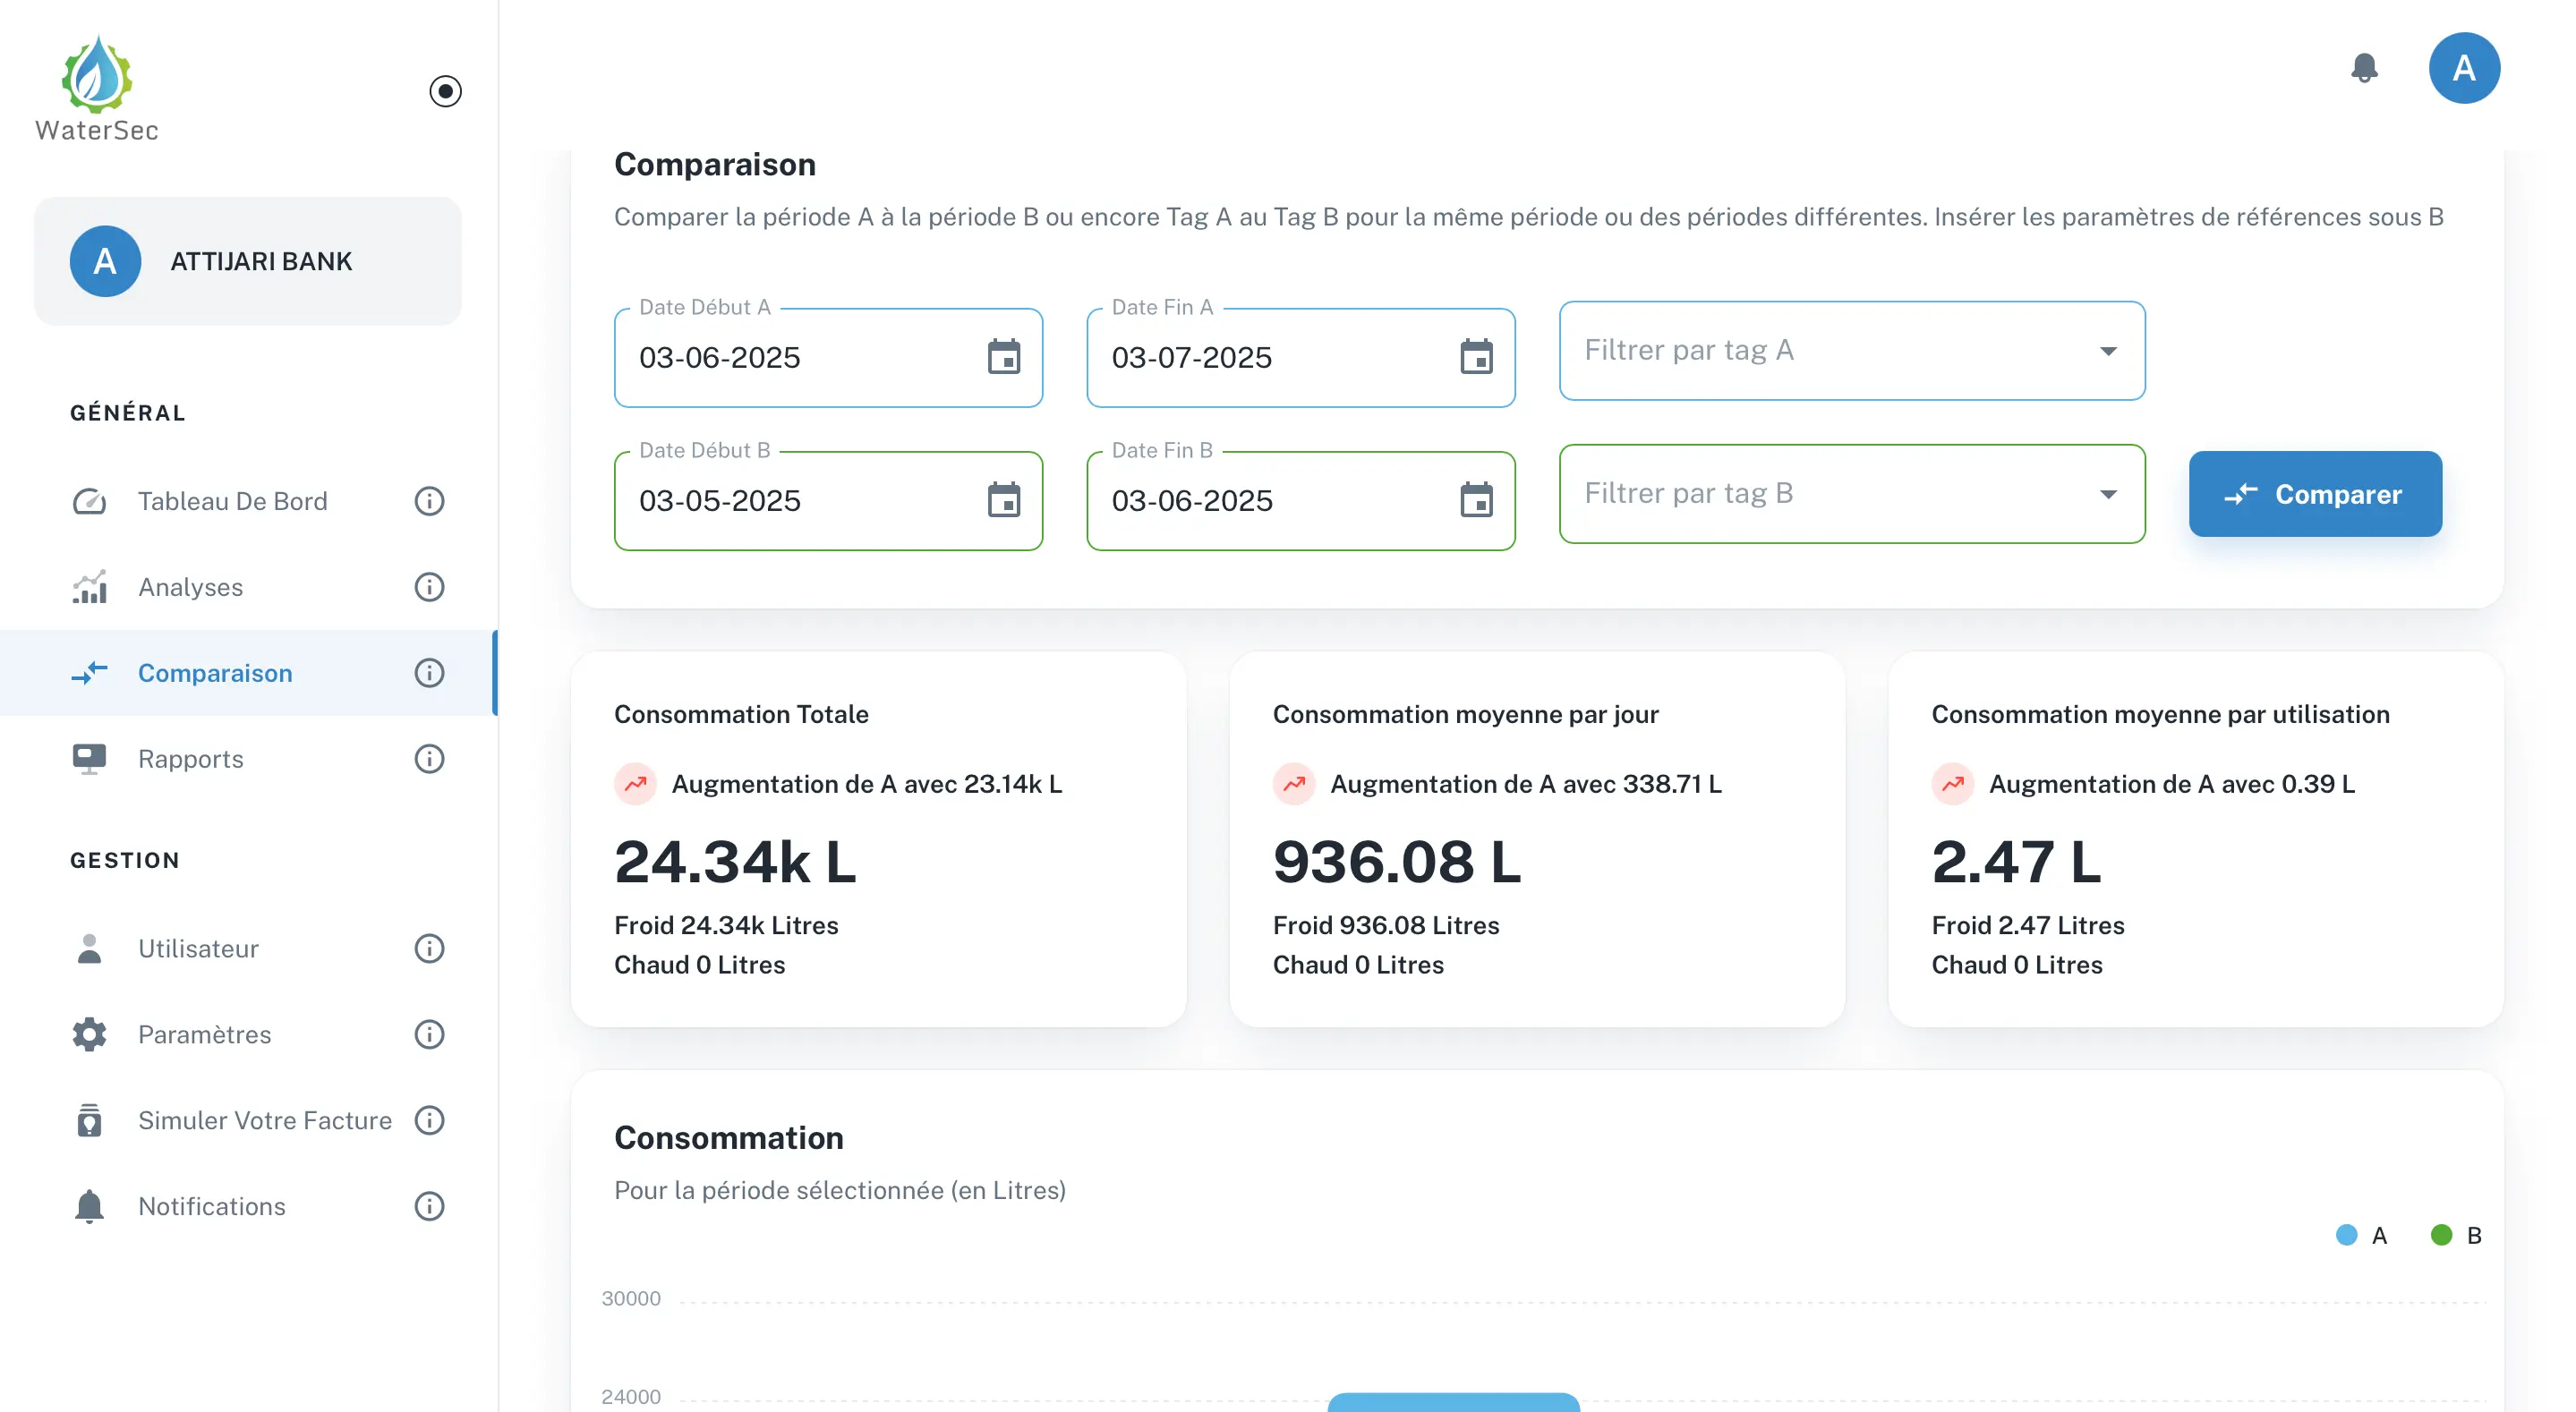 WaterSec
A
A
ATTIJARI BANK
GÉNÉRAL
Tableau De Bord
Analyses
Comparaison
Rapports
GESTION
Utilisateur
Paramètres
Simuler Votre Facture
Notifications
Comparaison
Comparer la période A à la période B ou encore Tag A au Tag B pour la même période ou des périodes différentes. Insérer les paramètres de références sous B
Date Début A
03-06-2025
Date Fin A
03-07-2025
Filtrer par tag A
Date Début B
03-05-2025
Date Fin B
03-06-2025
Filtrer par tag B
Comparer
Consommation Totale
Augmentation de A avec 23.14k L
24.34k L
Froid 24.34k Litres
Chaud 0 Litres
Consommation moyenne par jour
Augmentation de A avec 338.71 L
936.08 L
Froid 936.08 Litres
Chaud 0 Litres
Consommation moyenne par utilisation
Augmentation de A avec 0.39 L
2.47 L
Froid 2.47 Litres
Chaud 0 Litres
Consommation
Pour la période sélectionnée (en Litres)
A
B
30000
24000